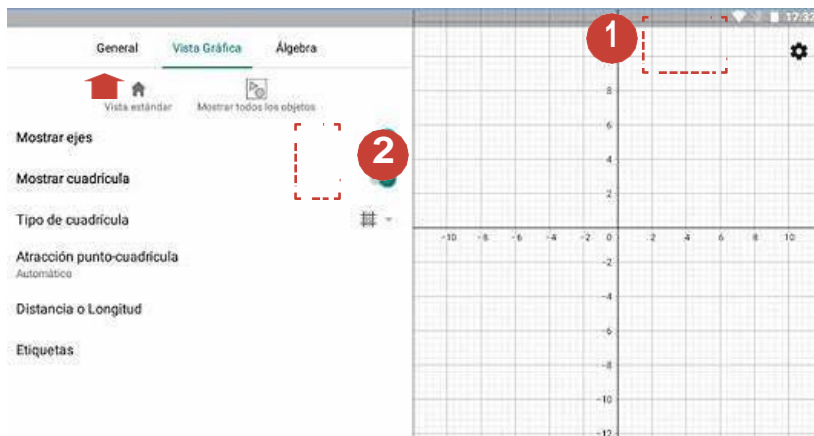 17:32
General Vista Gráfica Álgebra
1
Vista estándar Mostrar todos los objetos
Mostrar ejes
2
Mostrar cuadrícula
Tipo de cuadrícula
Atracción punto-cuadrícula
Automático
Distancia o Longitud
Etiquetas
8
6
4
2
-10 -8 -6 -4 -2 0 2 4 6 8 10
-2
-4
-6
-8
-10
-12